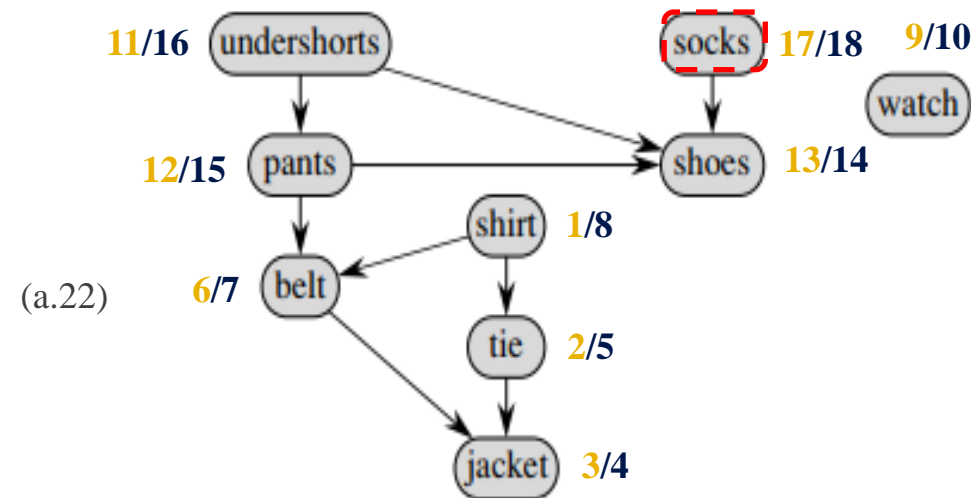 11/16 undershorts socks 17/18 9/10
watch
12/15 pants shoes 13/14
shirt 1/8
(a.22) 6/7 belt
tie 2/5
jacket 3/4